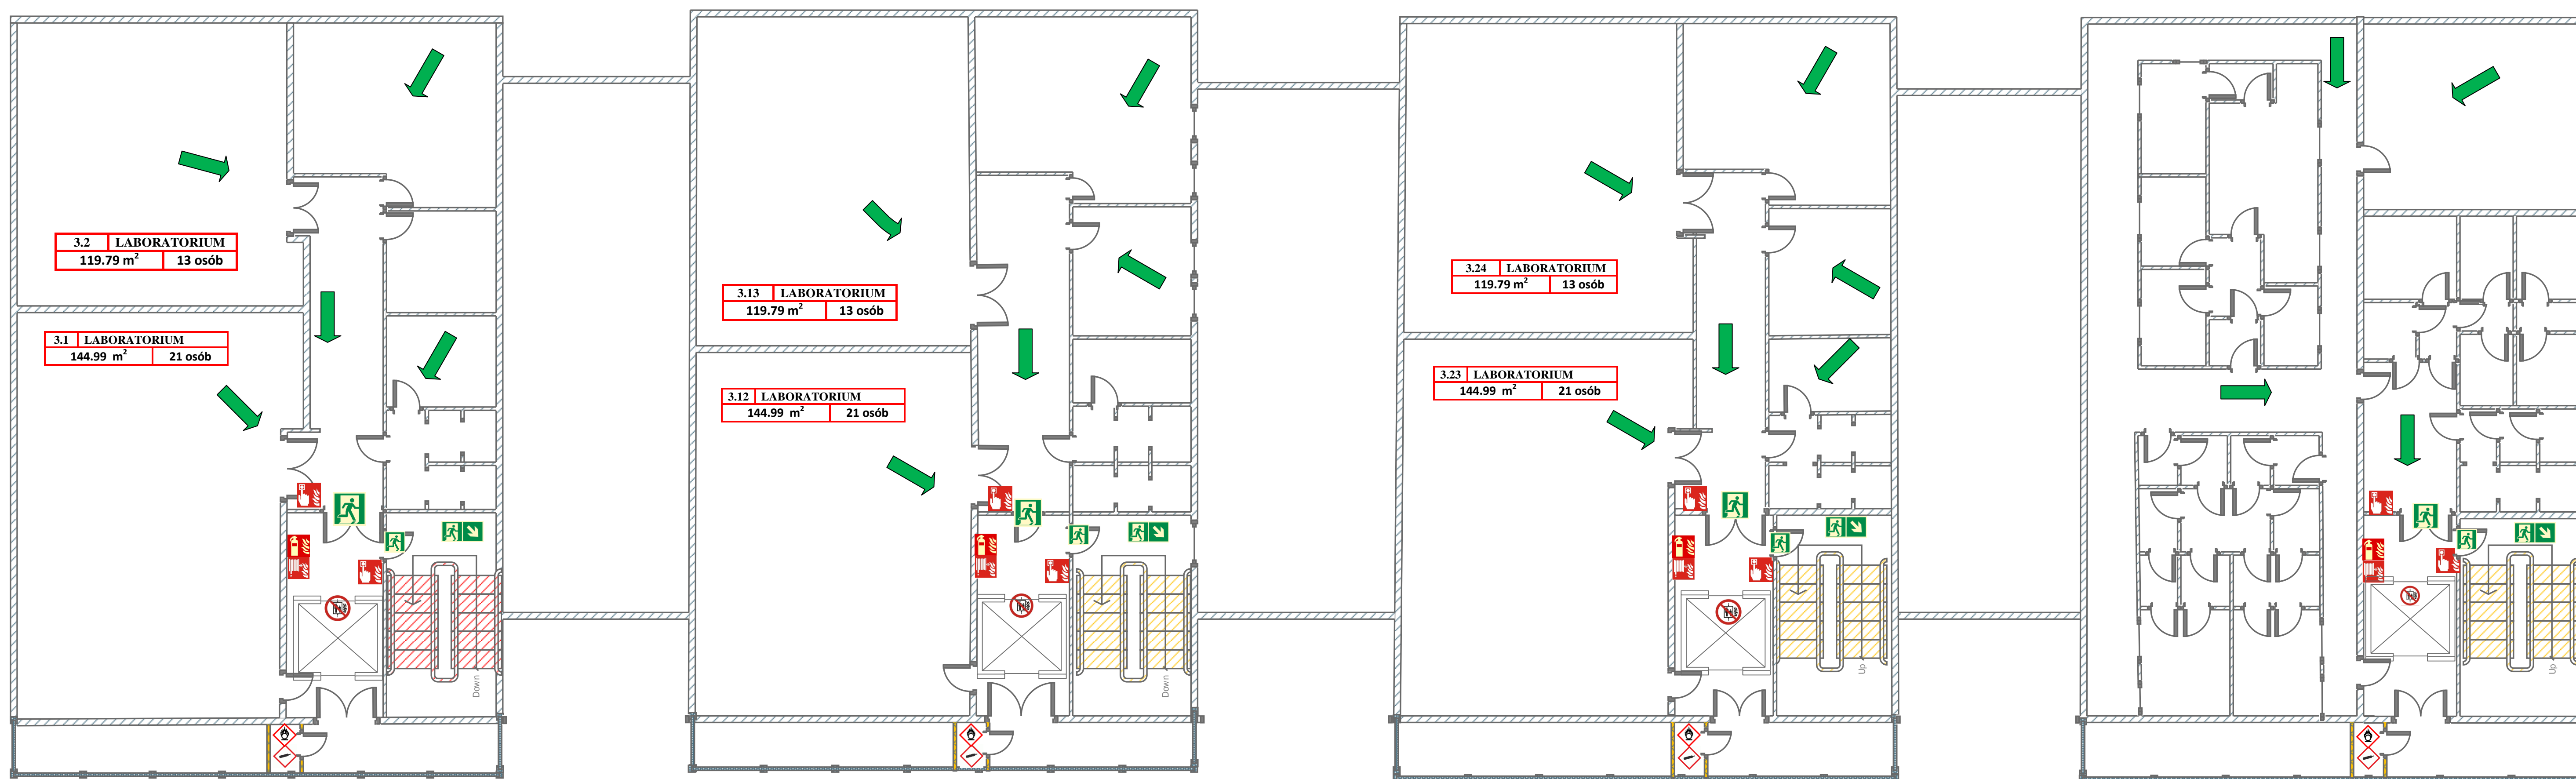 3.2 LABORATORIUM
119.79 m² 13 osób
3.1 LABORATORIUM
144.99 m² 21 osób
Down
3.13 LABORATORIUM
119.79 m² 13 osób
3.12 LABORATORIUM
144.99 m² 21 osób
Down
3.24 LABORATORIUM
119.79 m² 13 osób
3.23 LABORATORIUM
144.99 m² 21 osób
Up
Up